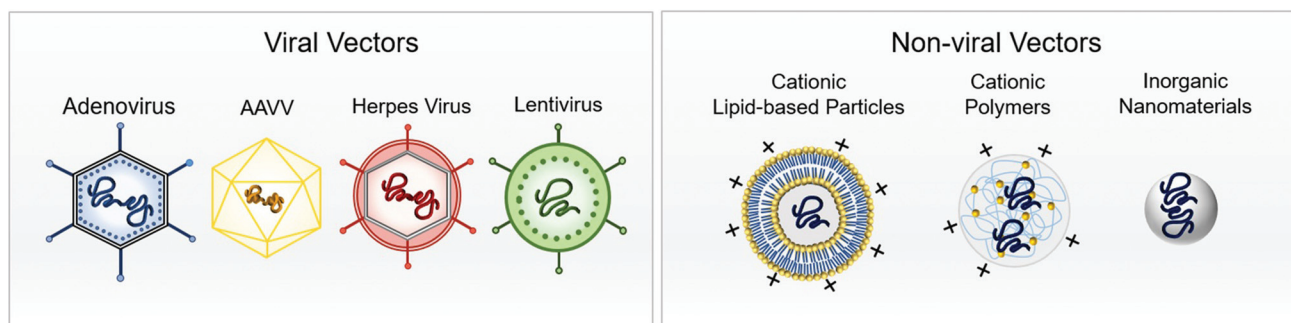 Viral Vectors
Adenovirus
AAVV
Herpes Virus
Lentivirus
Non-viral Vectors
Cationic
Lipid-based Particles
Cationic
Polymers
Inorganic
Nanomaterials